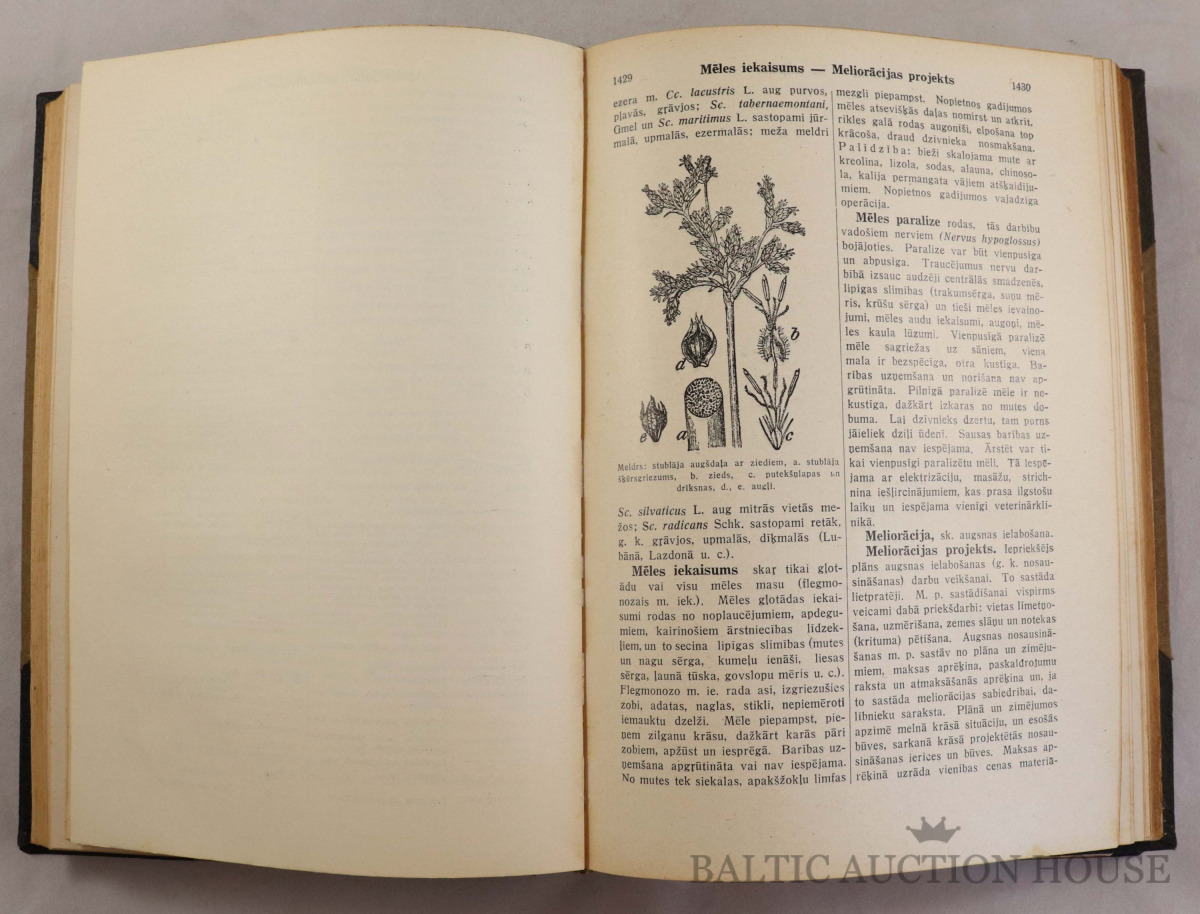 1429
Mēles iekaisums — Meliorācijas projekts
1430
ezera m. Cc. lacustris L. aug purvos,
pļavās, grāvjos; Sc. tabernaemontani,
Gmel un Sc. maritimus L. sastopami jūr-
malā, upmalās, ezermalās; meža meldri
d
b
e
a
c
Meldrs: stublāja augšdaļa ar ziediem, a. stublāja
šķērsgriezums, b. zieds, c. putekšņlapas un
drīksnas, d., e. augļi.
Sc. silvaticus L. aug mitrās vietās me-
žos; Sc. radicans Schk. sastopami retāk,
g. k. grāvjos, upmalās, dīķmalās (Lu-
bānā, Lazdonā u. c.).
Mēles iekaisums skaŗ tikai gļot-
ādu vai visu mēles masu (flegmo-
nozais m. iek.). Mēles gļotādas iekai-
sumi rodas no noplaucējumiem, apdegu-
miem, kairinošiem ārstniecības līdzek-
ļiem, un to secina lipīgas slimības (mutes
un nagu sērga, kumeļu ienāši, liesas
sērga, ļaunā tūska, govslopu mēris u. c.).
Flegmonozo m. ie. rada asi, izgriezušies
zobi, adatas, naglas, stikli, nepiemēroti
iemauktu dzelži. Mēle piepampst, pie-
ņem zilganu krāsu, dažkārt karās pāri
zobiem, apžūst un iesprēgā. Barības uz-
ņemšana apgrūtināta vai nav iespējama.
No mutes tek siekalas, apakšžokļu limfas
mezgli piepampst. Nopietnos gadījumos
mēles atsevišķās daļas nomirst un atkrīt,
rīkles galā rodas augoniši, elpošana top
krācoša, draud dzīvnieka nosmakšana.
Palīdzība: bieži skalojama mute ar
kreolina, lizola, sodas, alauna, chinoso-
la, kalija permangata vājiem atšķaidīju-
miem. Nopietnos gadījumos vajadzīga
operācija.
Mēles paralize rodas, tās darbību
vadošiem nerviem (Nervus hypoglossus)
bojājoties. Paralize var būt vienpusīga
un abpusīga. Traucējumus nervu dar-
bībā izsauc audzēji centrālās smadzenēs,
lipīgas slimības (trakumsērga, suņu mē-
ris, krūšu sērga) un tieši mēles ievaino-
jumi, mēles audu iekaisumi, augoņi, mē-
les kaula lūzumi. Vienpusīgā paralizē
mēle sagriežas uz sāniem, viena
mala ir bezspēcīga, otra kustīga. Ba-
rības uzņemšana un norīšana nav ap-
grūtināta. Pilnīgā paralizē mēle ir ne-
kustīga, dažkārt izkaras no mutes do-
buma. Lai dzīvnieks dzertu, tam purns
jāieliek dziļi ūdenī. Sausas barības uz-
ņemšana nav iespējama. Ārstēt var ti-
kai vienpusīgi paralizētu mēli. Tā iespē-
jama ar elektrizāciju, masāžu, strich-
nina iešļircinājumiem, kas prasa ilgstošu
laiku un iespējama vienīgi veterinārklī-
nikā.
Meliorācija, sk. augsnas ielabošana.
Meliorācijas projekts. Iepriekšējs
plāns augsnas ielabošanas (g. k. nosau-
sināšanas) darbu veikšanai. To sastāda
lietpratēji. M. p. sastādīšanai vispirms
veicami dabā priekšdarbi: vietas līmetņo-
šana, uzmērīšana, zemes slāņu un notekas
(krituma) pētīšana. Augsnas nosausinā-
šanas m. p. sastāv no plāna un zīmēju-
miem, maksas aprēķina, paskaidrojumu
raksta un atmaksāšanās aprēķina un, ja
to sastāda meliorācijas sabiedrībai, da-
lībnieku saraksta. Plānā un zīmējumos
apzīmē melnā krāsā situāciju, un esošās
būves, sarkanā krāsā projektētās nosau-
sināšanas ierīces un būves. Maksas ap-
rēķinā uzrāda vienības cenas materiā-
BALTIC AUCTION HOUSE